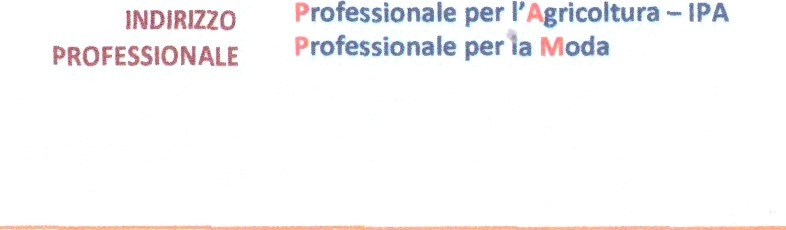 INDIRIZZO
PROFESSIONALE
Professionale per l'Agricoltura – IPA
Professionale per la Moda